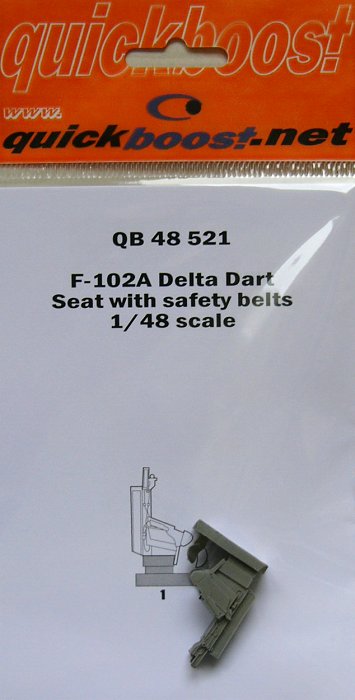 quickboost
www.
quickboost.net
QB 48 521
F-102A Delta Dart
Seat with safety belts
1/48 scale
1